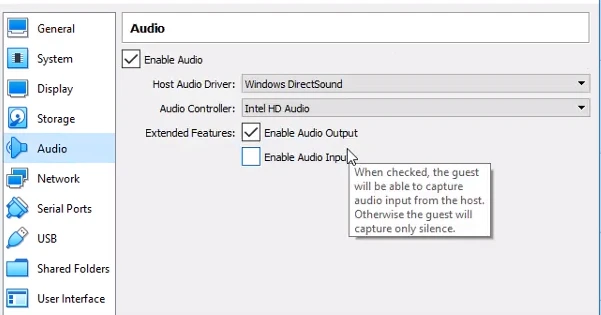 General
System
Display
Storage
Audio
Network
Serial Ports
USB
Shared Folders
User Interface
Audio
Enable Audio
Host Audio Driver: Windows DirectSound
Audio Controller: Intel HD Audio
Extended Features: Enable Audio Output
Enable Audio
When checked, the guest
will be able to capture
audio input from the host.
Otherwise the guest will
capture only silence.